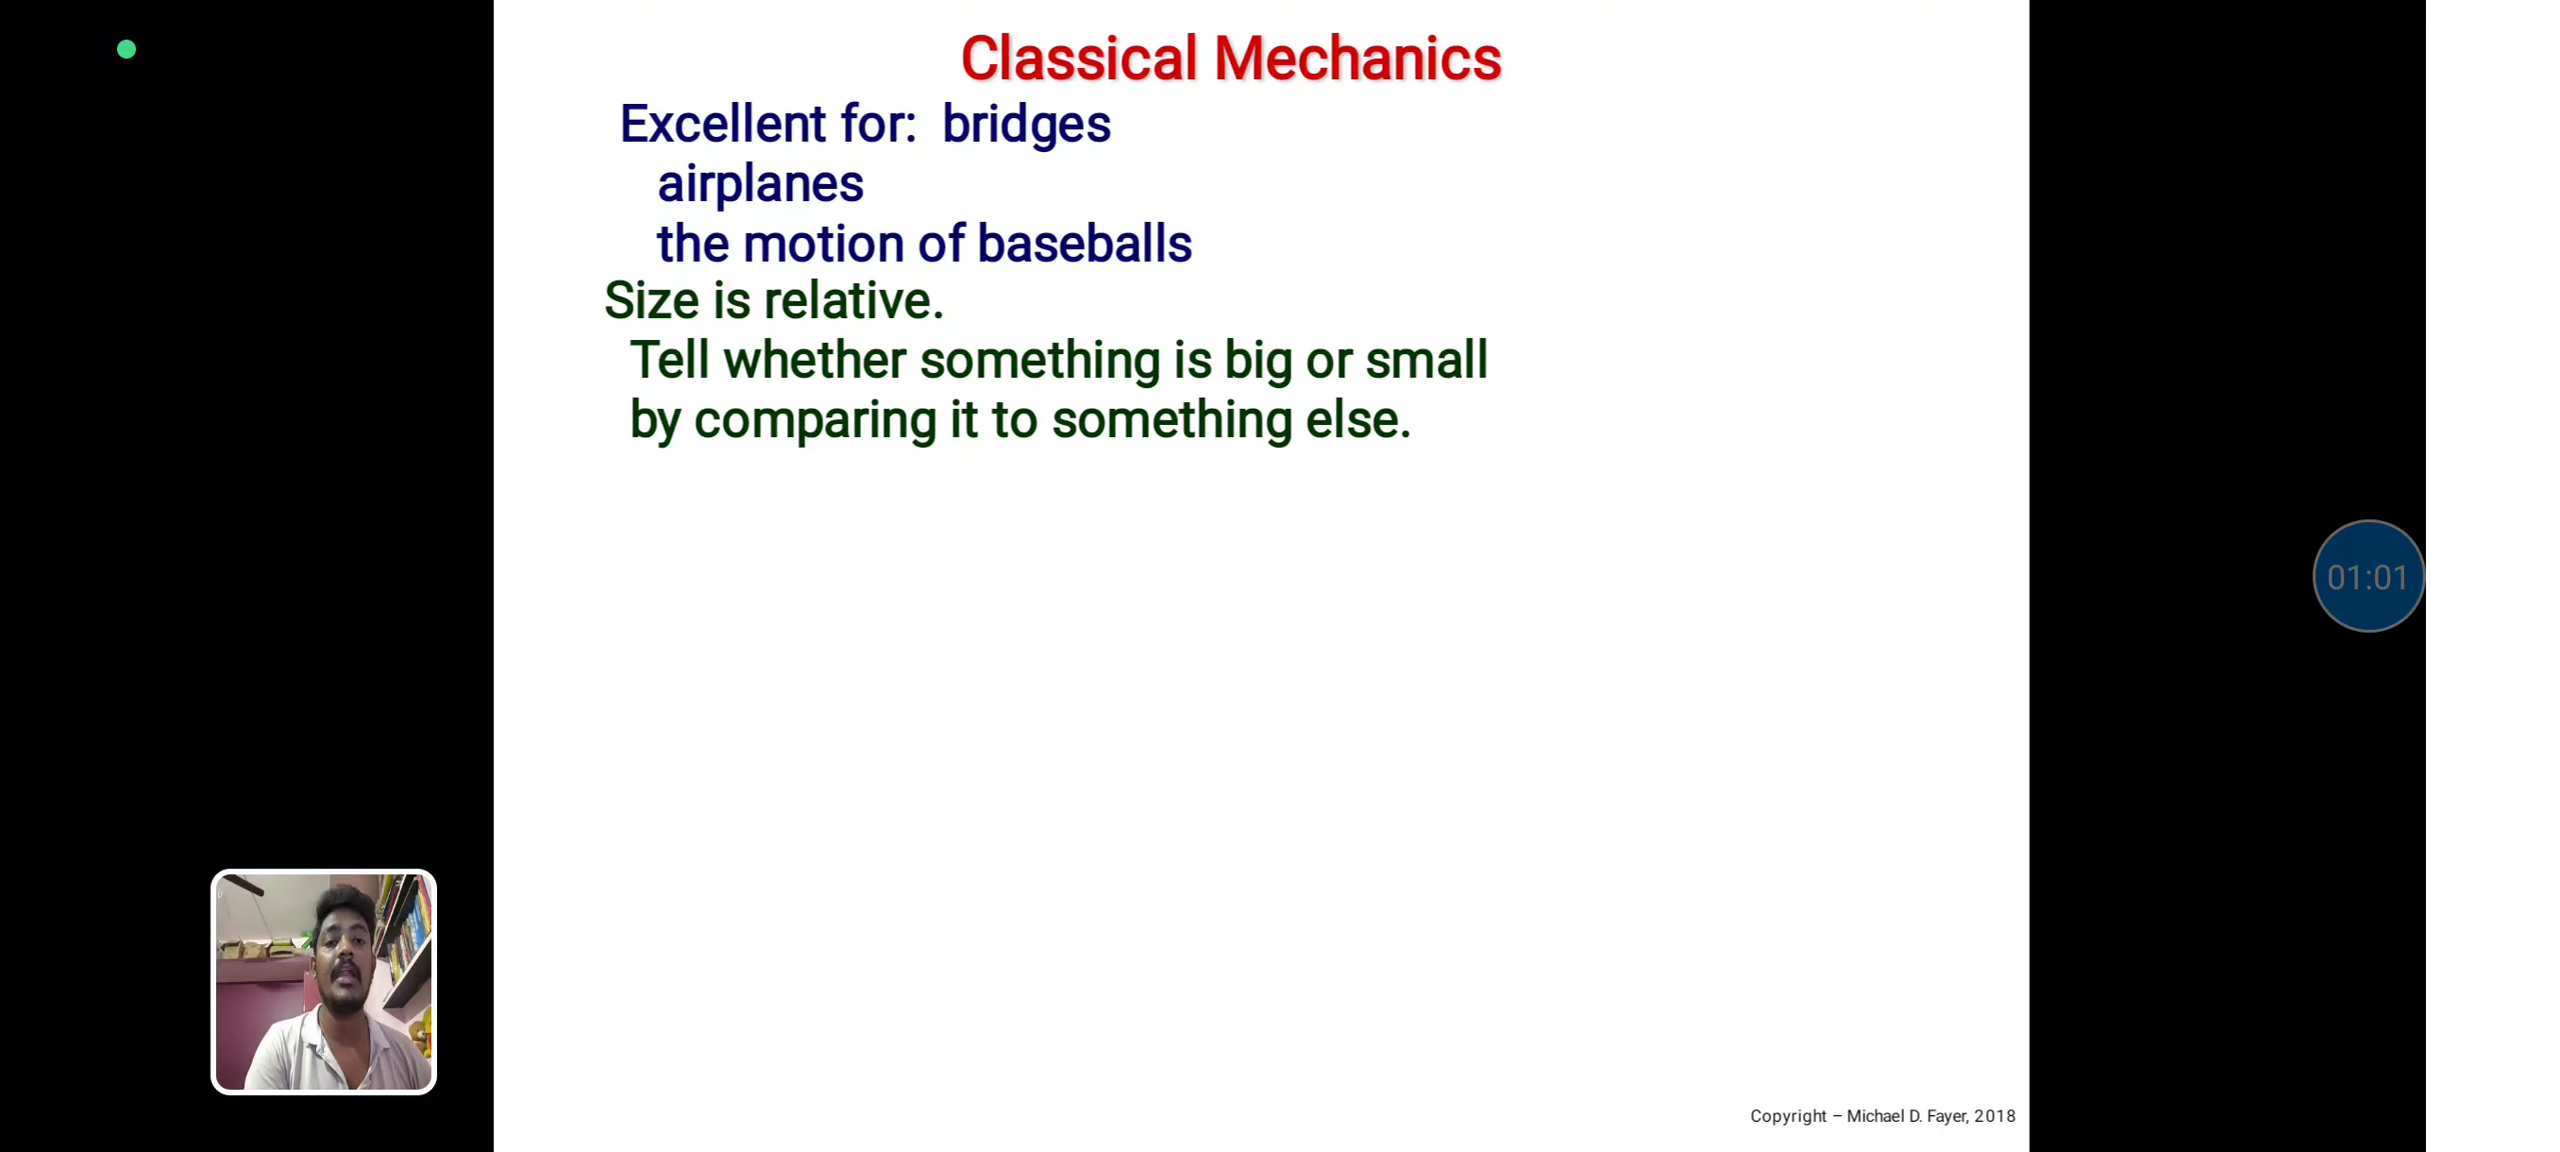 Classical Mechanics
Excellent for: bridges
airplanes
the motion of baseballs
Size is relative.
Tell whether something is big or small
by comparing it to something else.
01:01
Copyright – Michael D. Fayer, 2018